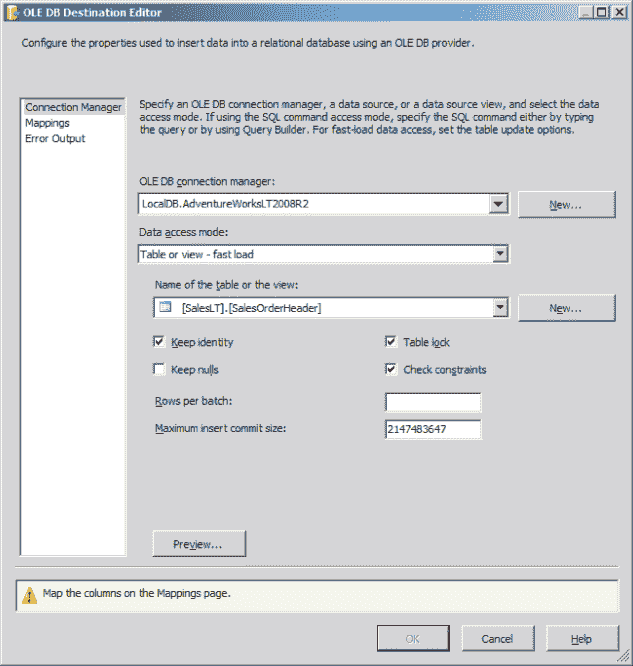 OLE DB Destination Editor
Configure the properties used to insert data into a relational database using an OLE DB provider.
Connection Manager
Mappings
Error Output
Specify an OLE DB connection manager, a data source, or a data source view, and select the data
access mode. If using the SQL command access mode, specify the SQL command either by typing
the query or by using Query Builder. For fast-load data access, set the table update options.
OLE DB connection manager:
LocalDB.AdventureWorksLT2008R2
New...
Data access mode:
Table or view - fast load
Name of the table or the view:
[SalesLT].[SalesOrderHeader]
New...
Keep identity
Table lock
Keep nulls
Check constraints
Rows per batch:
Maximum insert commit size:
2147483647
Preview...
Map the columns on the Mappings page.
OK
Cancel
Help